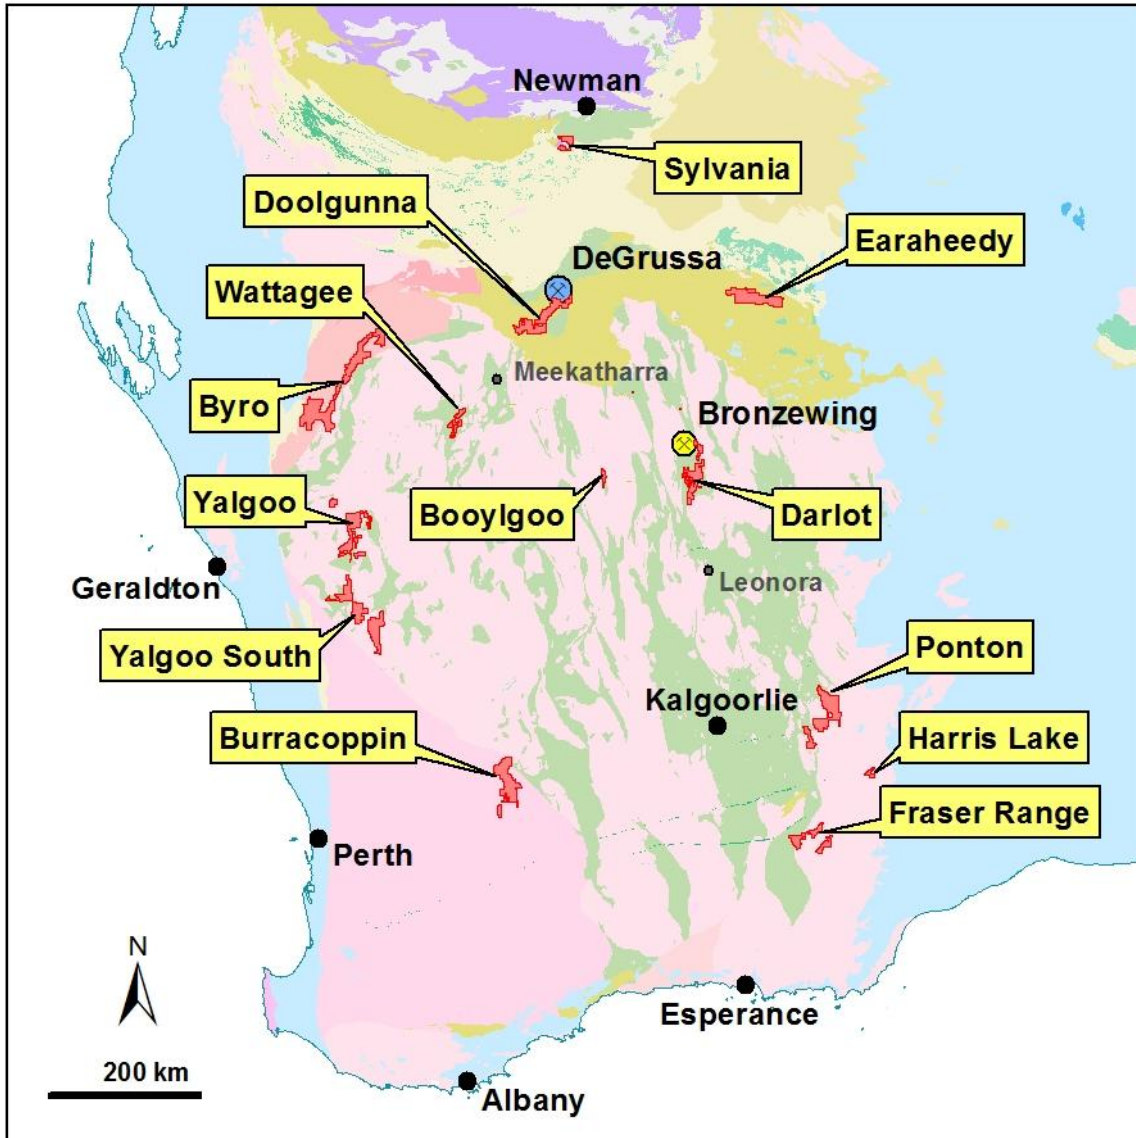 Newman
Sylvania
Doolgunna
Earaheedy
DeGrussa
Wattagee
Meekatharra
Byro
Bronzewing
Yalgoo
Booylgoo
Darlot
Geraldton
Leonora
Yalgoo South
Ponton
Kalgoorlie
Burracoppin
Harris Lake
Fraser Range
Perth
N
Esperance
200 km
Albany